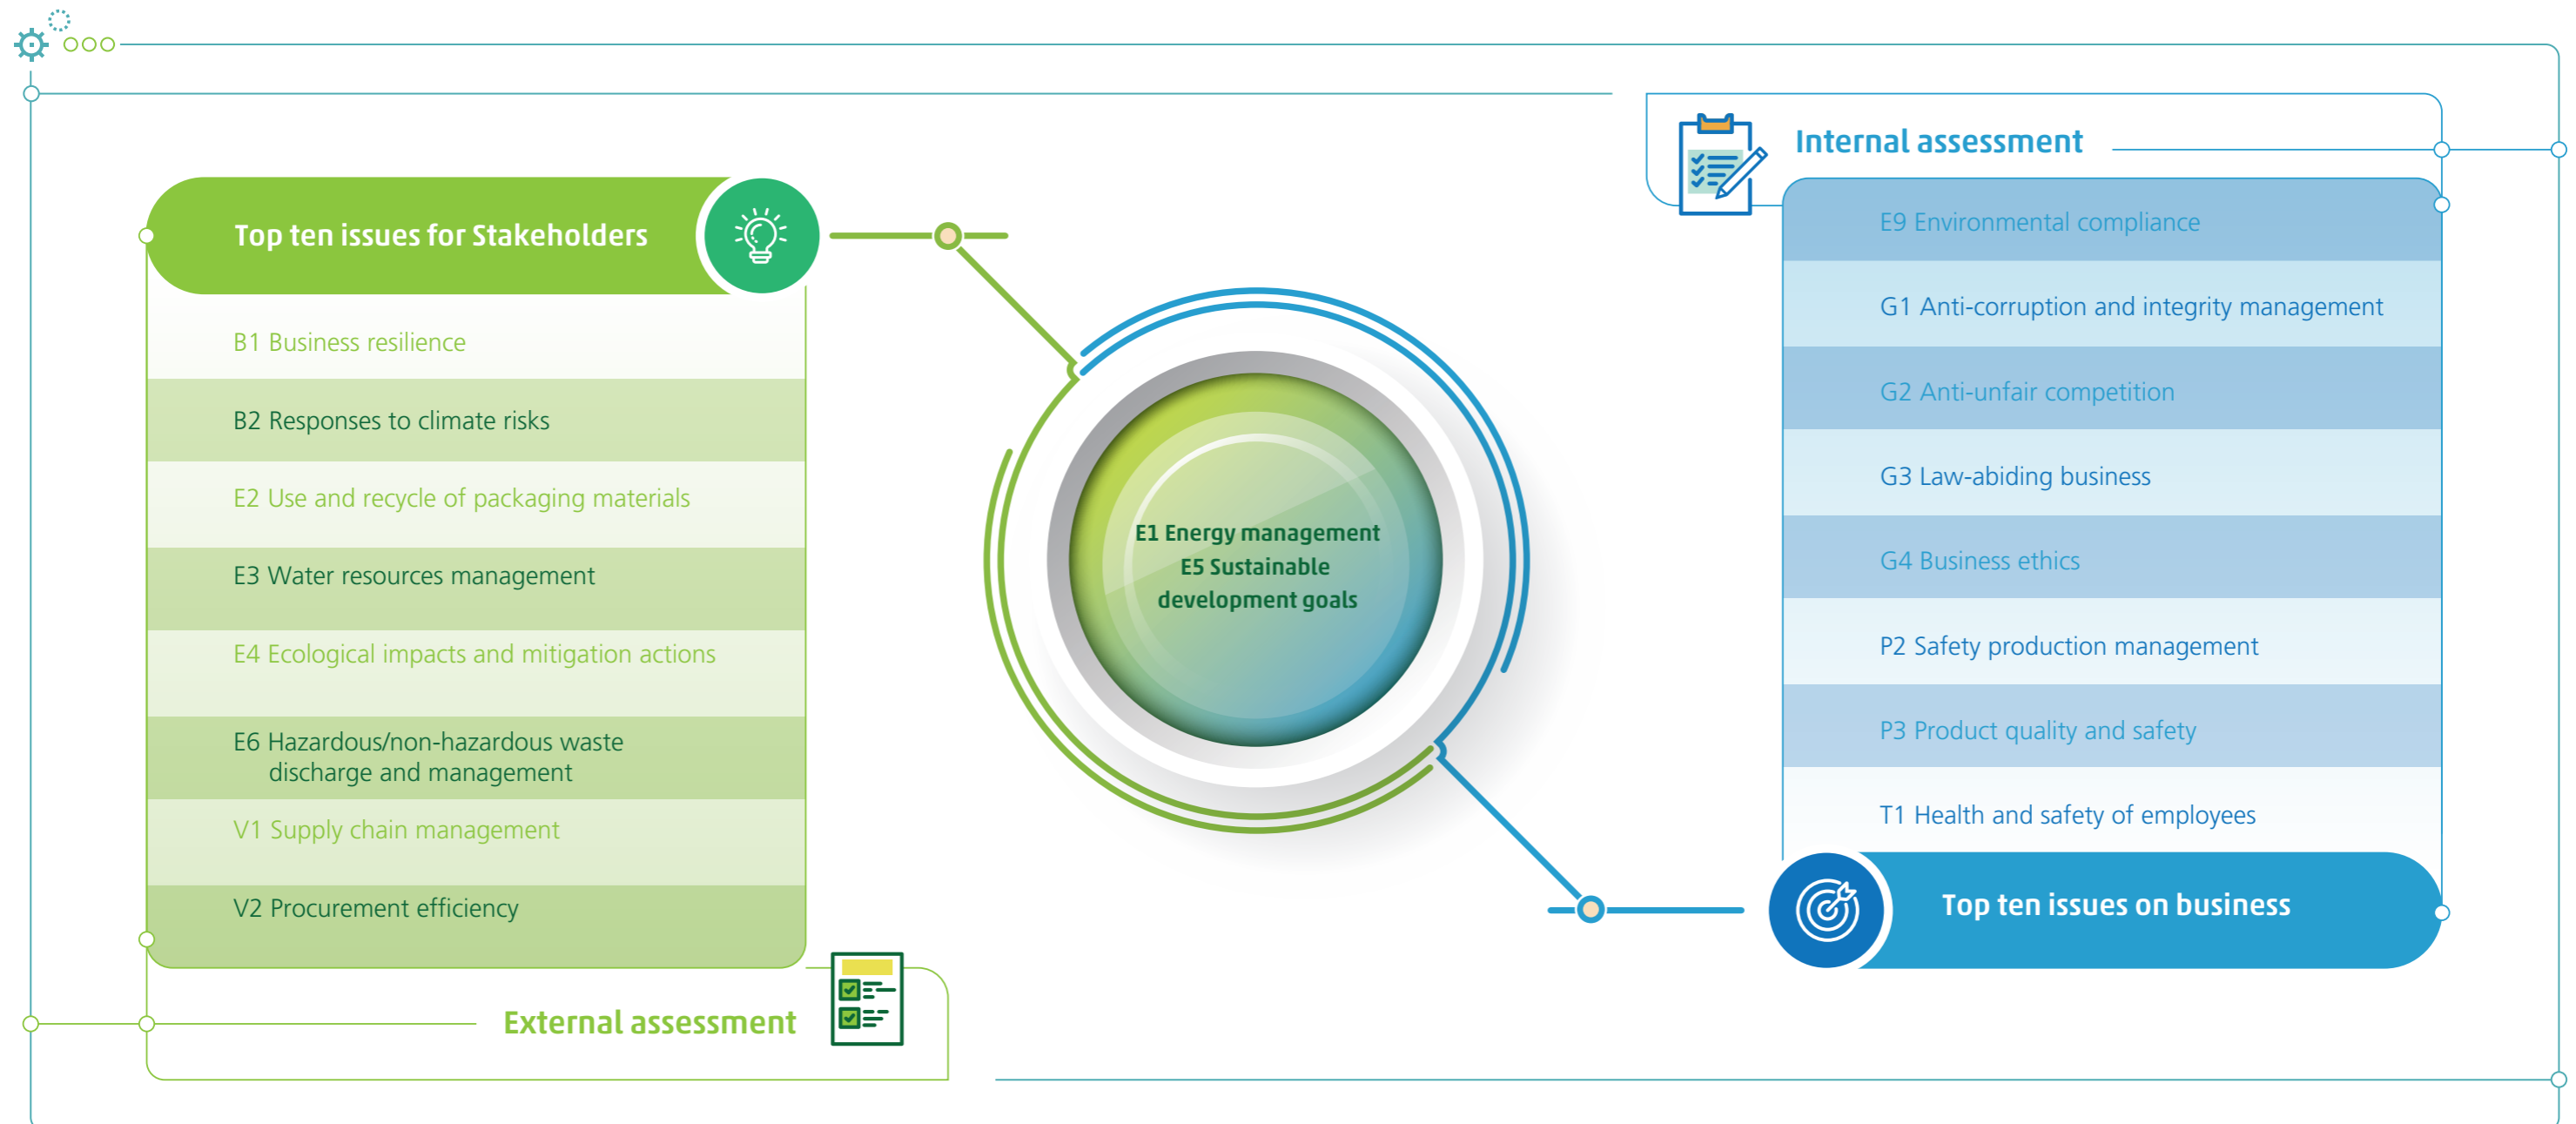 Top ten issues for Stakeholders
B1 Business resilience
B2 Responses to climate risks
E2 Use and recycle of packaging materials
E3 Water resources management
E4 Ecological impacts and mitigation actions
E6 Hazardous/non-hazardous waste
discharge and management
V1 Supply chain management
V2 Procurement efficiency
External assessment
E1 Energy management
E5 Sustainable
development goals
Internal assessment
E9 Environmental compliance
G1 Anti-corruption and integrity management
G2 Anti-unfair competition
G3 Law-abiding business
G4 Business ethics
P2 Safety production management
P3 Product quality and safety
T1 Health and safety of employees
Top ten issues on business